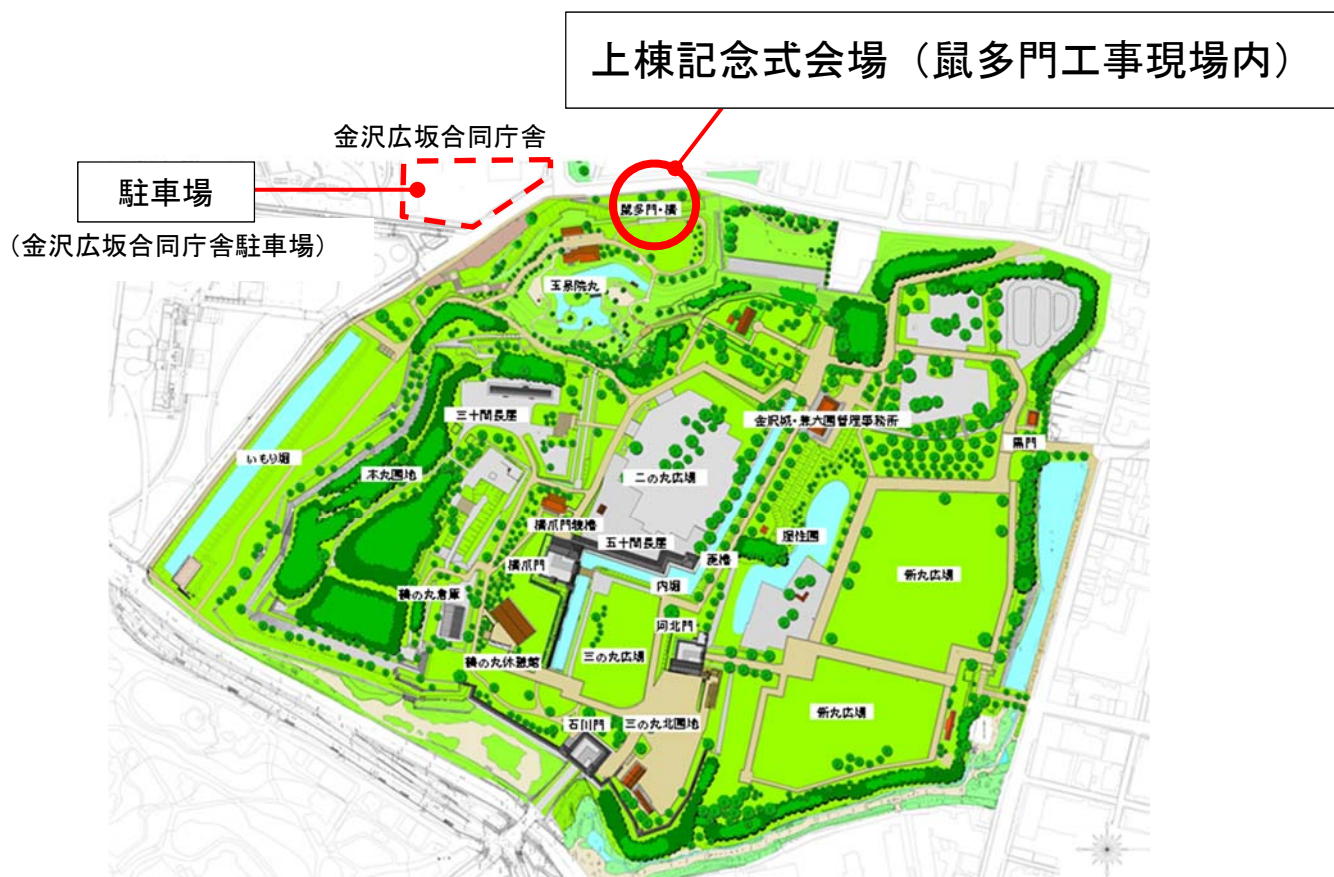 上棟記念式会場（鼠多門工事現場内）
金沢広坂合同庁舎
駐車場
（金沢広坂合同庁舎駐車場）
鼠多門・橋
玉泉院丸
三十間長屋
金沢城・兼六園管理事務所
黒門
いもり堀
本丸園地
二の丸広場
横爪門続櫓
五十間長屋
菱櫓
湿性園
橋爪門
内堀
新丸広場
鶴の丸倉庫
河北門
鶴の丸休憩館
三の丸広場
新丸広場
石川門
三の丸北園地